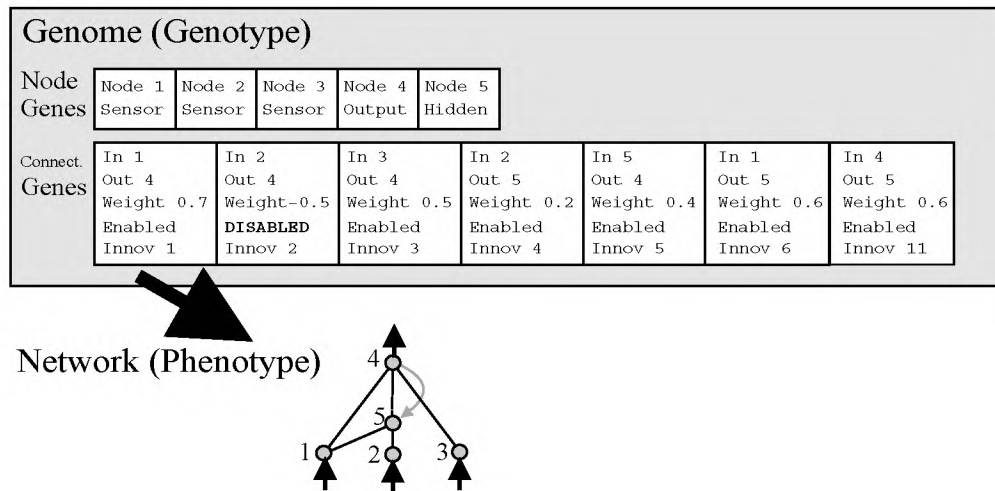 Genome (Genotype)
Node Genes
Node 1 Node 2 Node 3 Node 4 Node 5
Sensor Sensor Sensor Output Hidden
Connect. Genes
In 1 In 2 In 3 In 2 In 5 In 1 In 4
Out 4 Out 4 Out 4 Out 5 Out 4 Out 5 Out 5
Weight 0.7 Weight-0.5 Weight 0.5 Weight 0.2 Weight 0.4 Weight 0.6 Weight 0.6
Enabled DISABLED Enabled Enabled Enabled Enabled Enabled
Innov 1 Innov 2 Innov 3 Innov 4 Innov 5 Innov 6 Innov 11
Network (Phenotype)
4
5
1 2 3